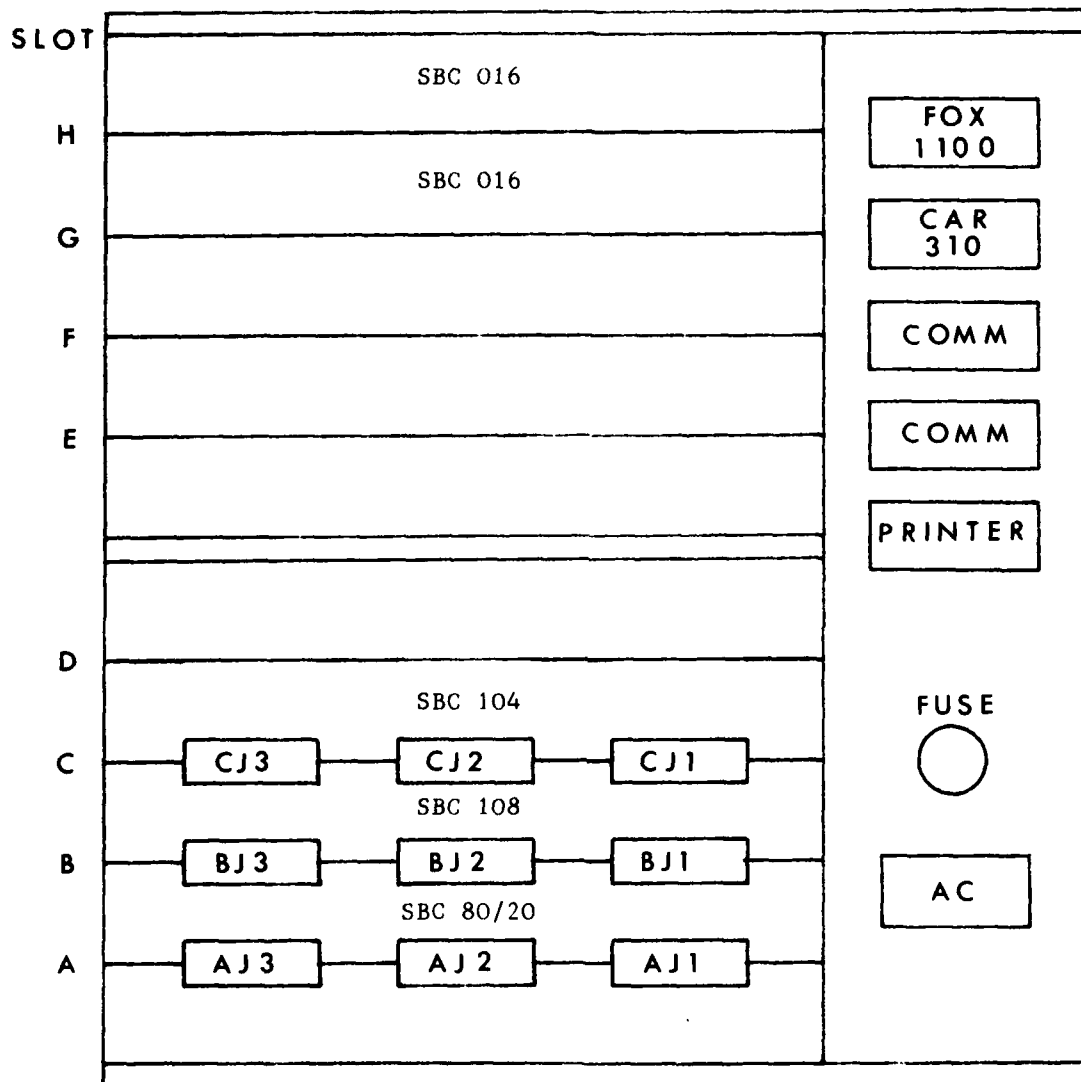 SLOT
SBC 016
H
SBC 016
G
F
E
D
SBC 104
C
CJ3
CJ2
CJ1
SBC 108
B
BJ3
BJ2
BJ1
SBC 80/20
A
AJ3
AJ2
AJ1
FOX
1100
CAR
310
COMM
COMM
PRINTER
FUSE
AC